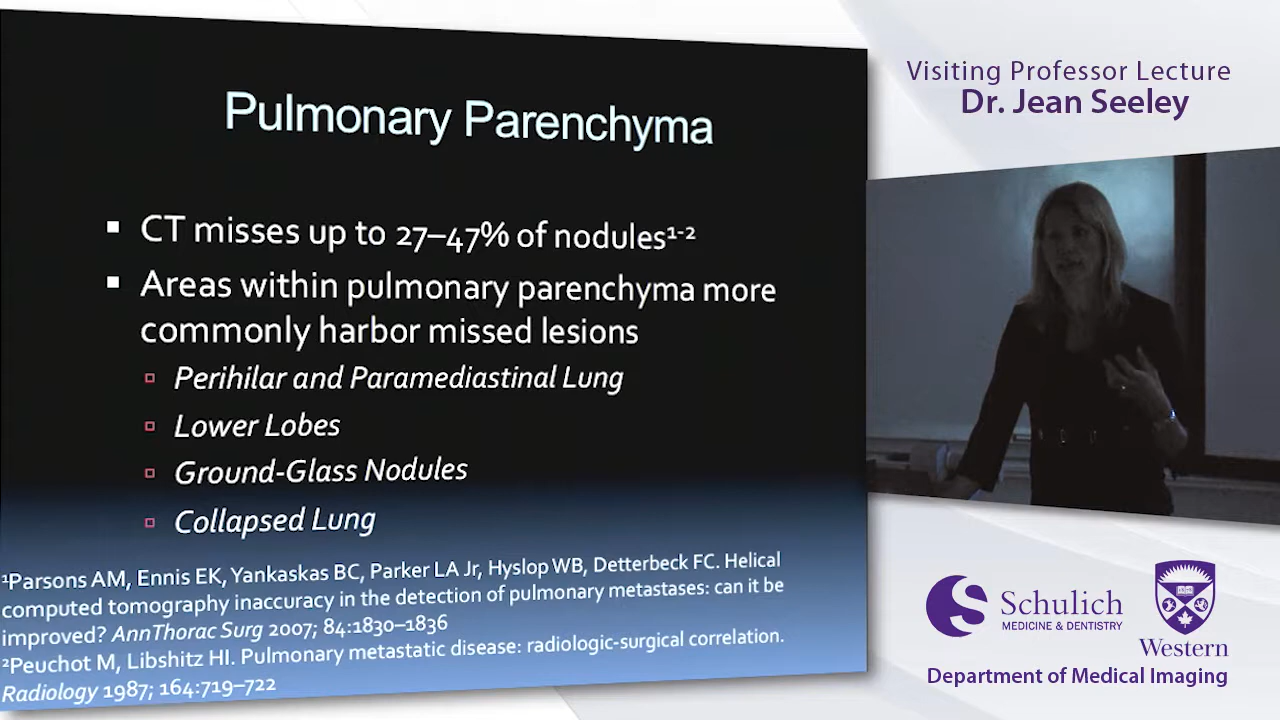 Pulmonary Parenchyma
▪ CT misses up to 27–47% of nodules¹⁻²
▪ Areas within pulmonary parenchyma more
commonly harbor missed lesions
▫ Perihilar and Paramediastinal Lung
▫ Lower Lobes
▫ Ground-Glass Nodules
▫ Collapsed Lung
¹Parsons AM, Ennis EK, Yankaskas BC, Parker LA Jr, Hyslop WB, Detterbeck FC. Helical
computed tomography inaccuracy in the detection of pulmonary metastases: can it be
improved? AnnThorac Surg 2007; 84:1830–1836
²Peuchot M, Libshitz HI. Pulmonary metastatic disease: radiologic-surgical correlation.
Radiology 1987; 164:719–722
Visiting Professor Lecture
Dr. Jean Seeley
Schulich
MEDICINE & DENTISTRY
Western
Department of Medical Imaging